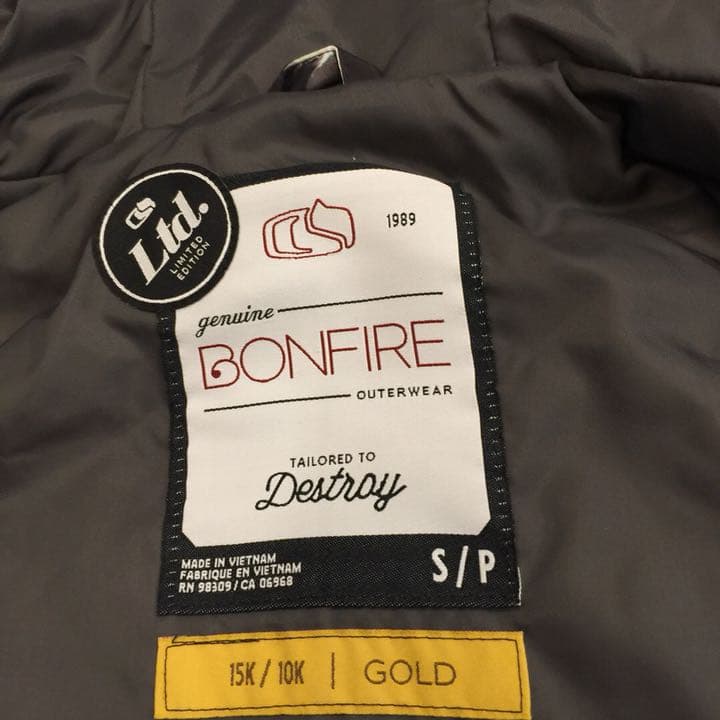 Ltd.
LIMITED
EDITION
1989
genuine
BONFIRE
OUTERWEAR
TAILORED TO
Destroy
MADE IN VIETNAM
FABRIQUE EN VIETNAM
RN 98309 / CA 06968
S / P
15K / 10K | GOLD